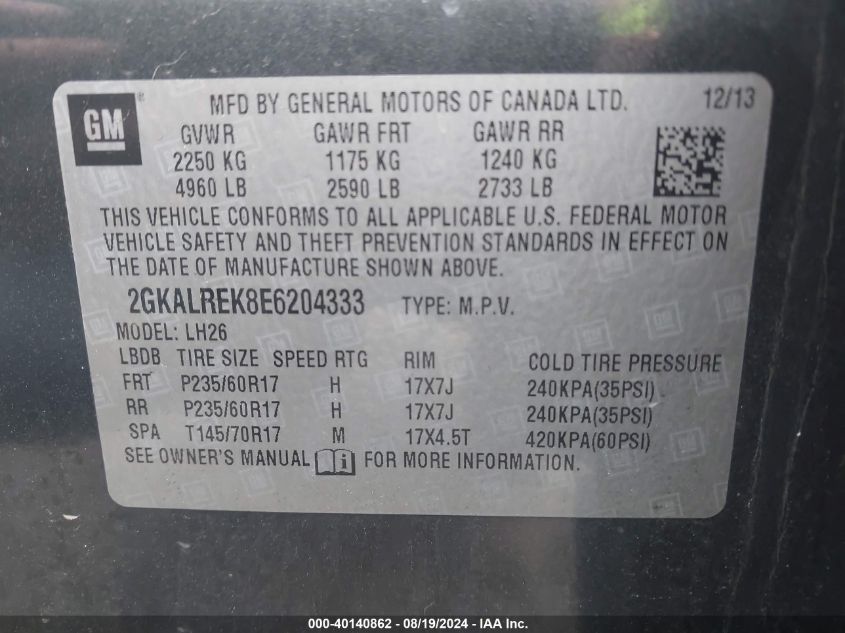 GM ® MFD BY GENERAL MOTORS OF CANADA LTD. 12/13
GVWR GAWR FRT GAWR RR
2250 KG 1175 KG 1240 KG
4960 LB 2590 LB 2733 LB
THIS VEHICLE CONFORMS TO ALL APPLICABLE U.S. FEDERAL MOTOR
VEHICLE SAFETY AND THEFT PREVENTION STANDARDS IN EFFECT ON
THE DATE OF MANUFACTURE SHOWN ABOVE.
2GKALREK8E6204333 TYPE: M.P.V.
MODEL: LH26
LBDB TIRE SIZE SPEED RTG RIM COLD TIRE PRESSURE
FRT P235/60R17 H 17X7J 240KPA(35PSI)
RR P235/60R17 H 17X7J 240KPA(35PSI)
SPA T145/70R17 M 17X4.5T 420KPA(60PSI)
SEE OWNER'S MANUAL i FOR MORE INFORMATION.
000-40140862 - 08/19/2024 - IAA Inc.